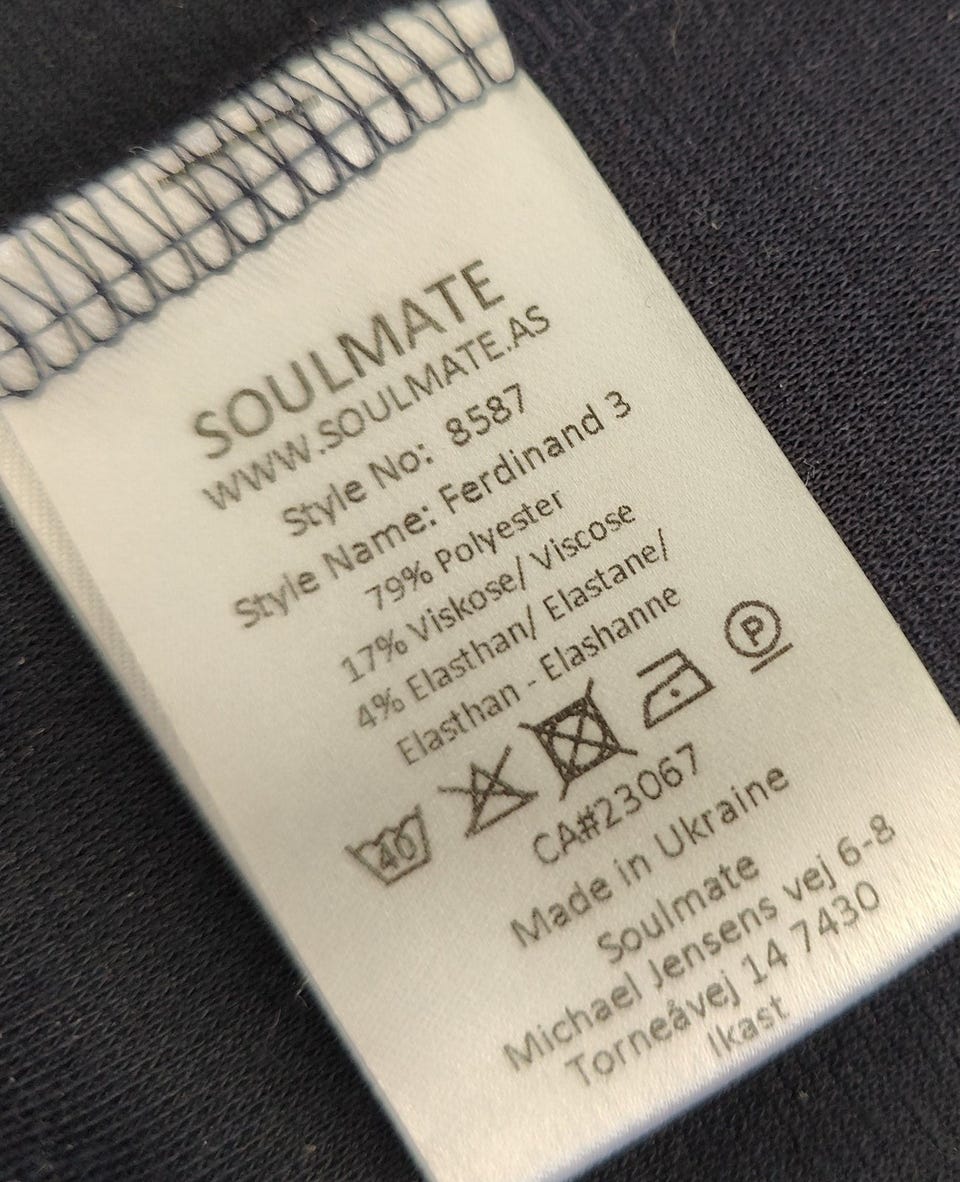 SOULMATE
WWW.SOULMATE.AS
Style No: 8587
Style Name: Ferdinand 3
79% Polyester
17% Viskose/ Viscose
4% Elasthan/ Elastane/
Elasthan - Elashanne
40 P
CA#23067
Made in Ukraine
Soulmate
Michael Jensens vej 6-8
Torneåvej 14 7430
Ikast